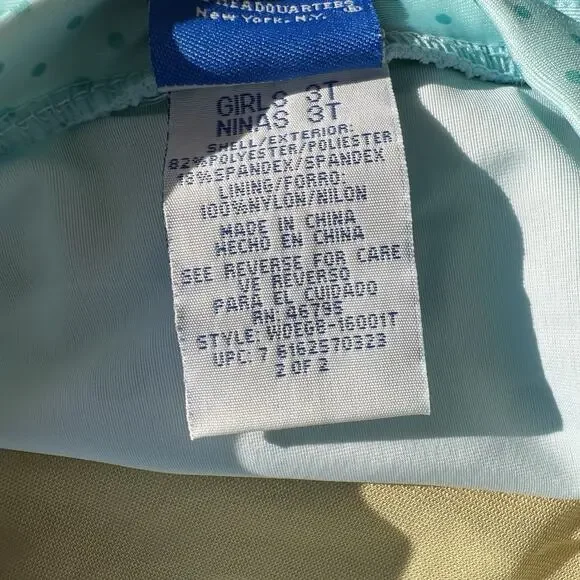 HEADQUARTERS
NEW YORK, N.Y. ®
GIRLS 3T
NINAS 3T
SHELL/EXTERIOR:
82%POLYESTER/POLIESTER
18%SPANDEX/SPANDEX
LINING/FORRO:
100%NYLON/NILON
MADE IN CHINA
HECHO EN CHINA
SEE REVERSE FOR CARE
VE REVERSO
PARA EL CUIDADO
RN: 46795
STYLE: WDEGB-16001T
UPC: 7 6162570323
2 OF 2